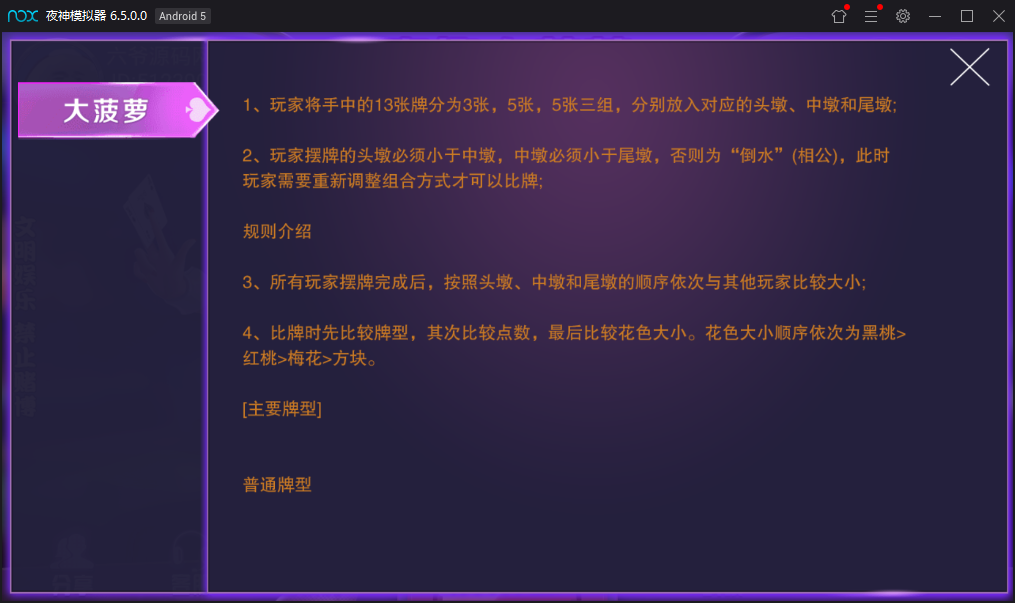 nox 夜神模拟器 6.5.0.0 Android 5
大菠萝
1、玩家将手中的13张牌分为3张，5张，5张三组，分别放入对应的头墩、中墩和尾墩;
2、玩家摆牌的头墩必须小于中墩，中墩必须小于尾墩，否则为“倒水”(相公)，此时
玩家需要重新调整组合方式才可以比牌;
规则介绍
3、所有玩家摆牌完成后，按照头墩、中墩和尾墩的顺序依次与其他玩家比较大小;
4、比牌时先比较牌型，其次比较点数，最后比较花色大小。花色大小顺序依次为黑桃>
红桃>梅花>方块。
[主要牌型]
普通牌型
文明娱乐 禁止赌博